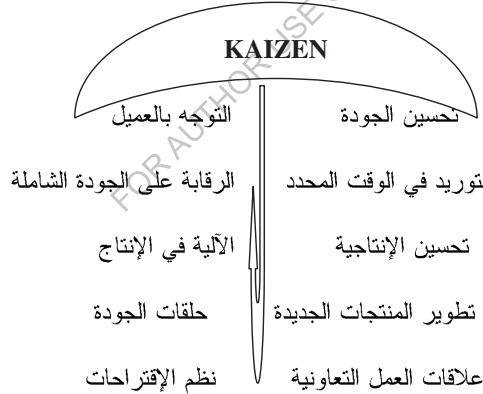 KAIZEN
تحسين الجودة التوجه بالعميل
توريد في الوقت المحدد الرقابة على الجودة الشاملة
تحسين الإنتاجية الآلية في الإنتاج
تطوير المنتجات الجديدة حلقات الجودة
علاقات العمل التعاونية نظم الإقتراحات
FOR AUTHOR USE O